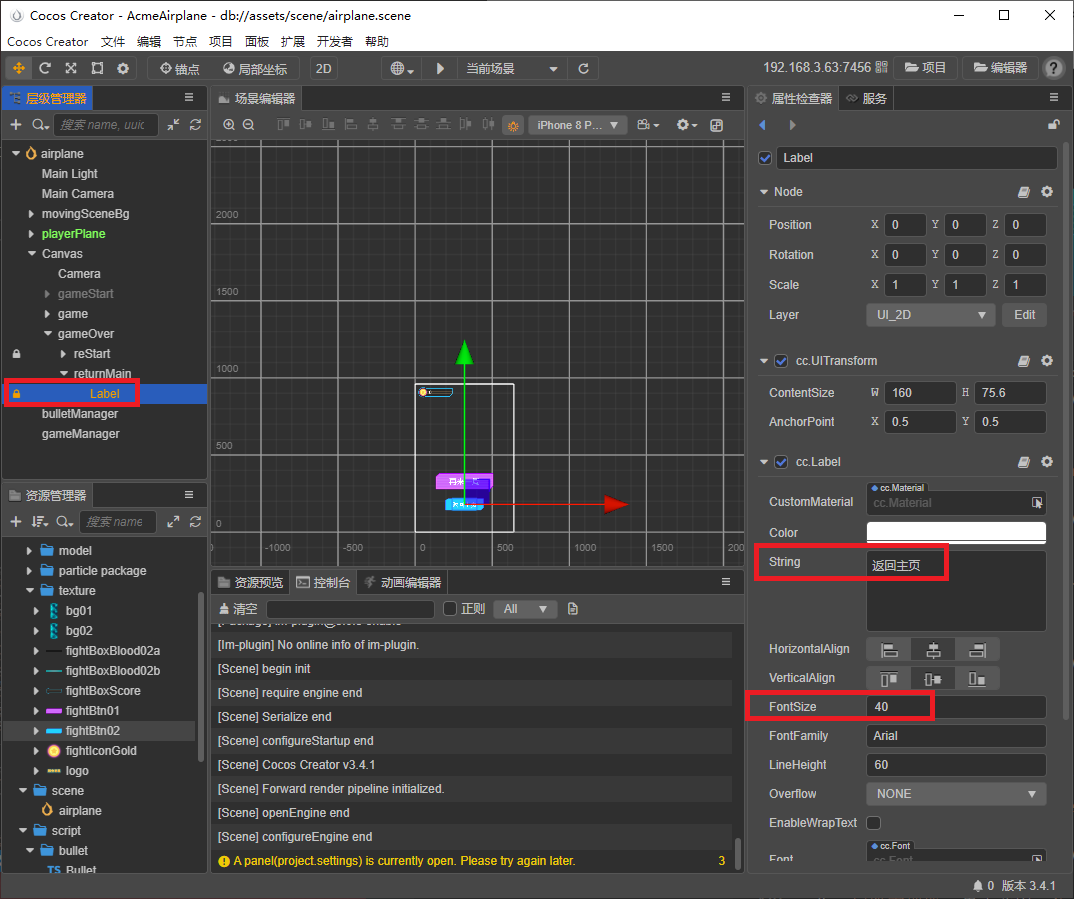 Cocos Creator - AcmeAirplane - db://assets/scene/airplane.scene
Cocos Creator 文件 编辑 节点 项目 面板 扩展 开发者 帮助
锚点 局部坐标 2D 当前场景 192.168.3.63:7456 项目 编辑器
层级管理器
搜索 name, uuic
airplane
Main Light
Main Camera
movingSceneBg
playerPlane
Canvas
Camera
gameStart
game
gameOver
reStart
returnMain
Label
bulletManager
gameManager
资源管理器
搜索 name
model
particle package
texture
bg01
bg02
fightBoxBlood02a
fightBoxBlood02b
fightBoxScore
fightBtn01
fightBtn02
fightIconGold
logo
scene
airplane
script
bullet
TS Bullet
场景编辑器
iPhone 8 P...
2000
1500
1000
500
0
-1000 -500 0 500 1000 1500 200
资源预览 控制台 动画编辑器
清空 正则 All
[Im-plugin] No online info of im-plugin.
[Scene] begin init
[Scene] require engine end
[Scene] Serialize end
[Scene] configureStartup end
[Scene] Cocos Creator v3.4.1
[Scene] Forward render pipeline initialized.
[Scene] openEngine end
[Scene] configureEngine end
A panel(project.settings) is currently open. Please try again later. 3
属性检查器 服务
Label
Node
Position X 0 Y 0 Z 0
Rotation X 0 Y 0 Z 0
Scale X 1 Y 1 Z 1
Layer UI_2D Edit
cc.UITransform
ContentSize W 160 H 75.6
AnchorPoint X 0.5 Y 0.5
cc.Label
cc.Material
CustomMaterial cc.Material
Color
String 返回主页
HorizontalAlign
VerticalAlign
FontSize 40
FontFamily Arial
LineHeight 60
Overflow NONE
EnableWrapText
cc.Font
Font cc.Font
0 版本 3.4.1